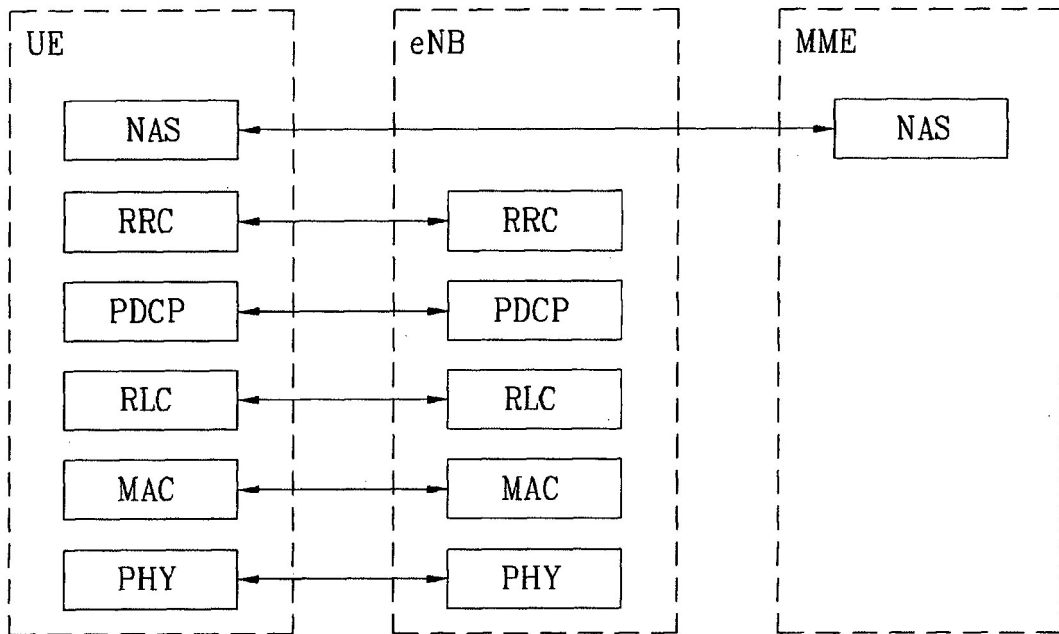 UE eNB MME
NAS NAS
RRC RRC
PDCP PDCP
RLC RLC
MAC MAC
PHY PHY